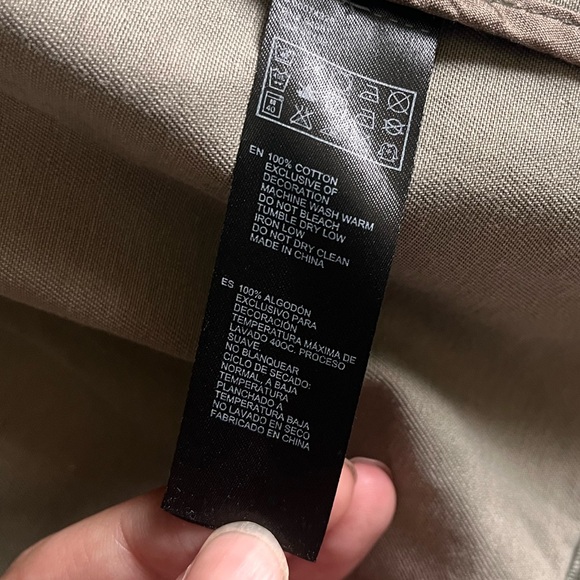 40
EN 100% COTTON
EXCLUSIVE OF
DECORATION
MACHINE WASH WARM
DO NOT BLEACH
TUMBLE DRY LOW
IRON LOW
DO NOT DRY CLEAN
MADE IN CHINA
ES 100% ALGODÓN
EXCLUSIVO PARA
DECORACIÓN
TEMPERATURA MÁXIMA DE
LAVADO 40OC. PROCESO
SUAVE.
NO BLANQUEAR
CICLO DE SECADO:
NORMAL A BAJA
TEMPERATURA
PLANCHADO A
TEMPERATURA BAJA
NO LAVADO EN SECO
FABRICADO EN CHINA